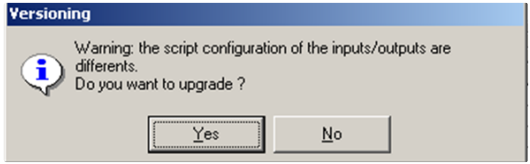 Versioning
Warning: the script configuration of the inputs/outputs are
differents.
Do you want to upgrade ?
Yes
No